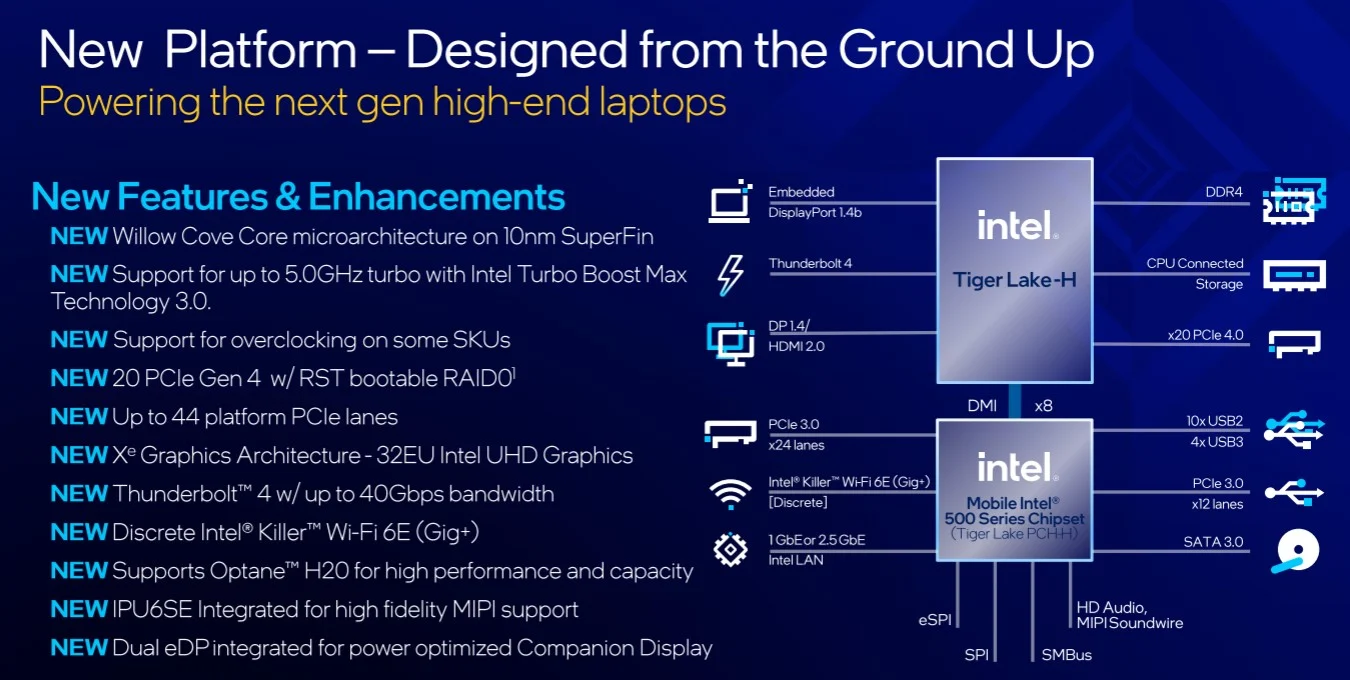 New Platform – Designed from the Ground Up
Powering the next gen high-end laptops
New Features & Enhancements
NEW Willow Cove Core microarchitecture on 10nm SuperFin
NEW Support for up to 5.0GHz turbo with Intel Turbo Boost Max
Technology 3.0.
NEW Support for overclocking on some SKUs
NEW 20 PCIe Gen 4 w/ RST bootable RAID0¹
NEW Up to 44 platform PCIe lanes
NEW Xᵉ Graphics Architecture - 32EU Intel UHD Graphics
NEW Thunderbolt™ 4 w/ up to 40Gbps bandwidth
NEW Discrete Intel® Killer™ Wi-Fi 6E (Gig+)
NEW Supports Optane™ H20 for high performance and capacity
NEW IPU6SE Integrated for high fidelity MIPI support
NEW Dual eDP integrated for power optimized Companion Display
Embedded
DisplayPort 1.4b
Thunderbolt 4
DP 1.4/
HDMI 2.0
intel.
Tiger Lake-H
DDR4
CPU Connected
Storage
x20 PCIe 4.0
DMI x8
PCIe 3.0
x24 lanes
Intel® Killer™ Wi-Fi 6E (Gig+)
[Discrete]
1 GbE or 2.5 GbE
Intel LAN
intel.
Mobile Intel®
500 Series Chipset
(Tiger Lake PCH-H)
10x USB2
4x USB3
PCIe 3.0
x12 lanes
SATA 3.0
eSPI
SPI
SMBus
HD Audio,
MIPI Soundwire